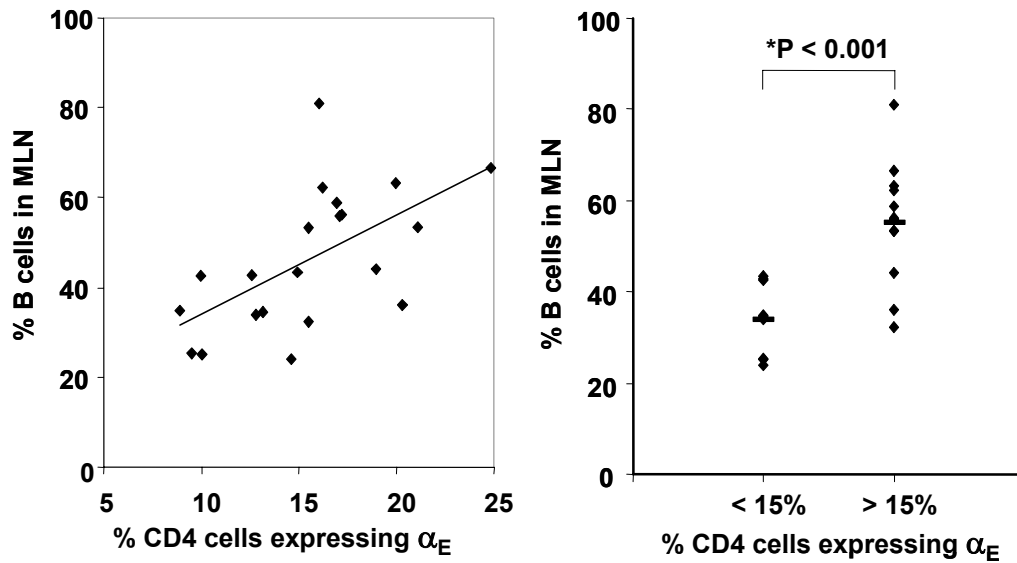 100
80
60
40
20
0
% B cells in MLN
5 10 15 20 25
% CD4 cells expressing αE
100
80
60
40
20
0
% B cells in MLN
*P < 0.001
< 15% > 15%
% CD4 cells expressing αE